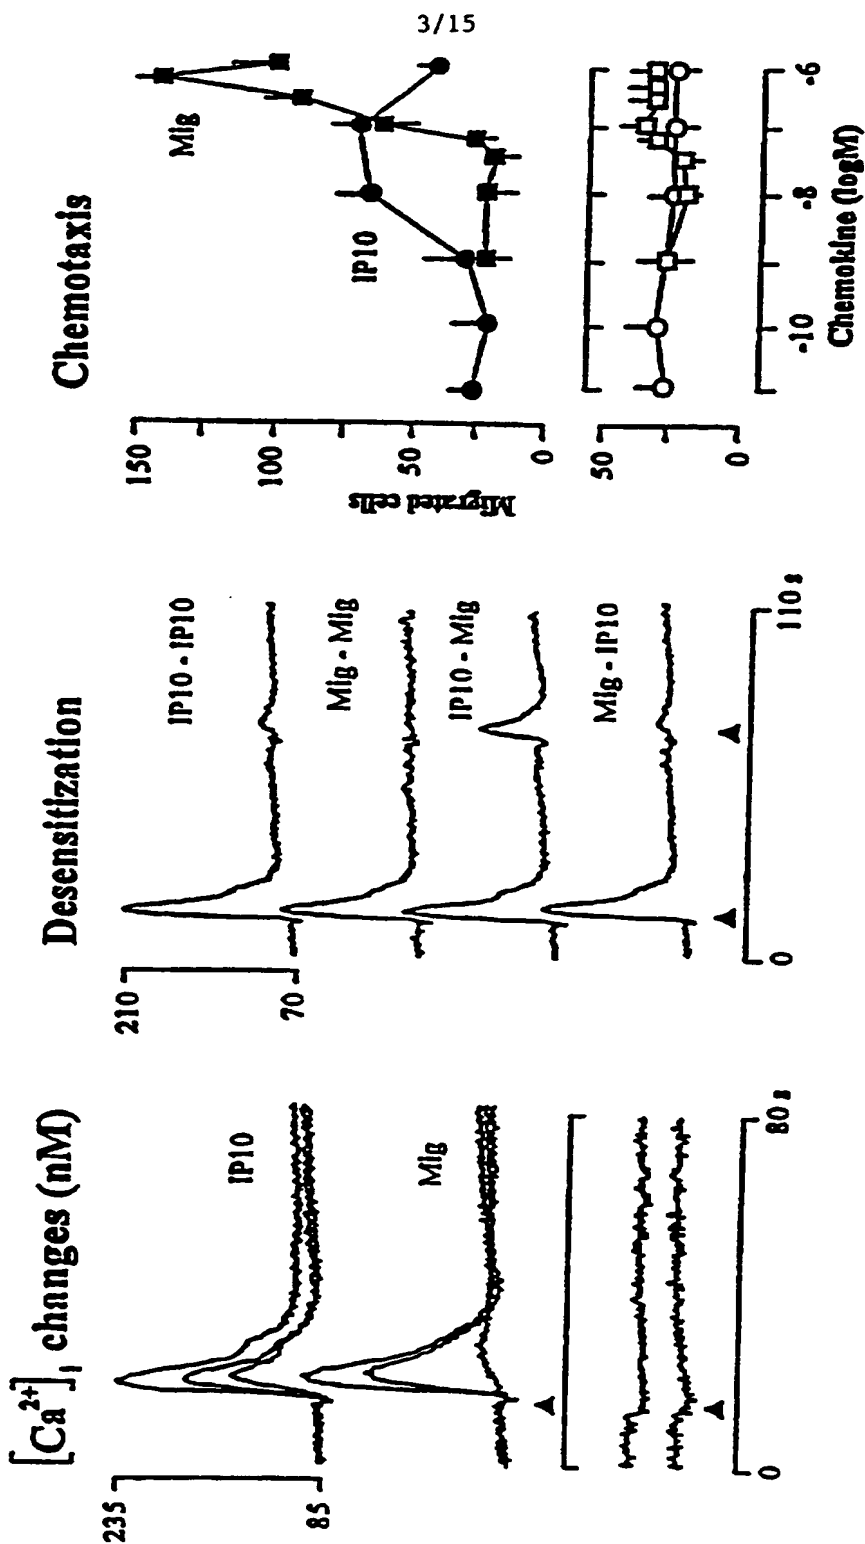 3/15
[Ca²⁺]ᵢ changes (nM)
235
85
IP10
Mig
0
80 s
Desensitization
210
70
IP10 - IP10
Mig - Mig
IP10 - Mig
Mig - IP10
0
110 s
Chemotaxis
Migrated cells
150
100
50
0
Mig
IP10
50
0
-10
-8
-6
Chemokine (logM)